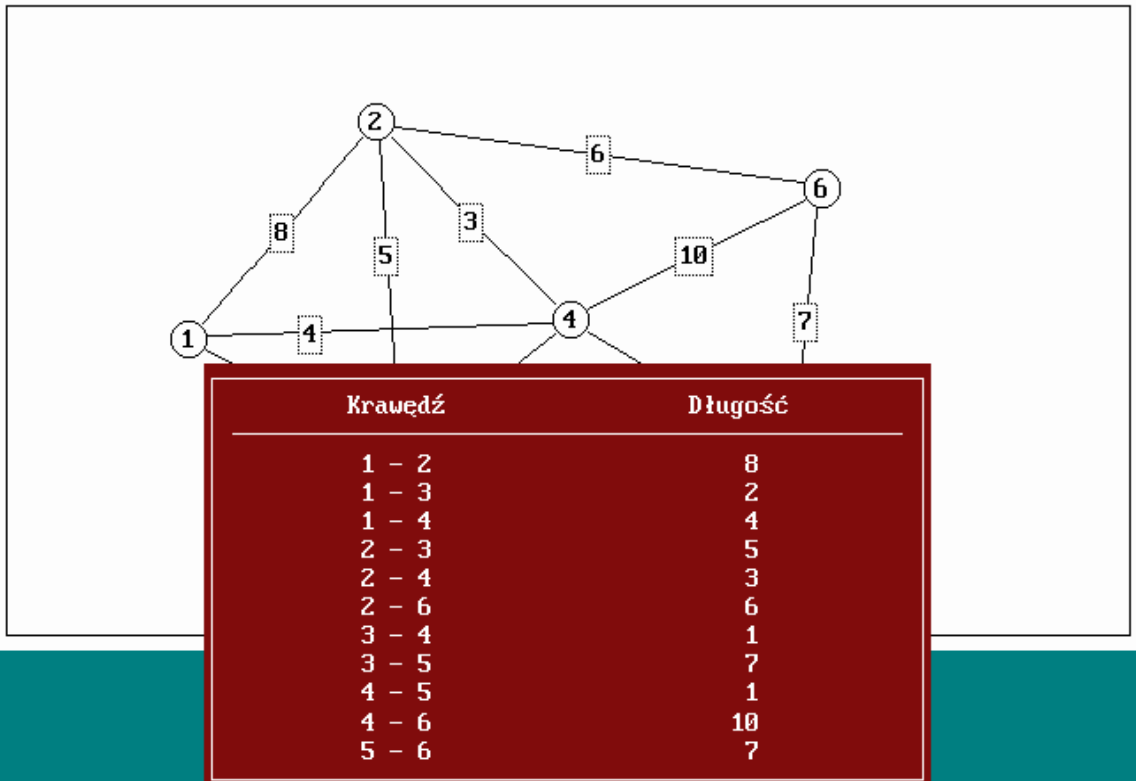 2
6
6
8
3
5
10
4
7
1
4
Krawędź Długość
1 - 2 8
1 - 3 2
1 - 4 4
2 - 3 5
2 - 4 3
2 - 6 6
3 - 4 1
3 - 5 7
4 - 5 1
4 - 6 10
5 - 6 7